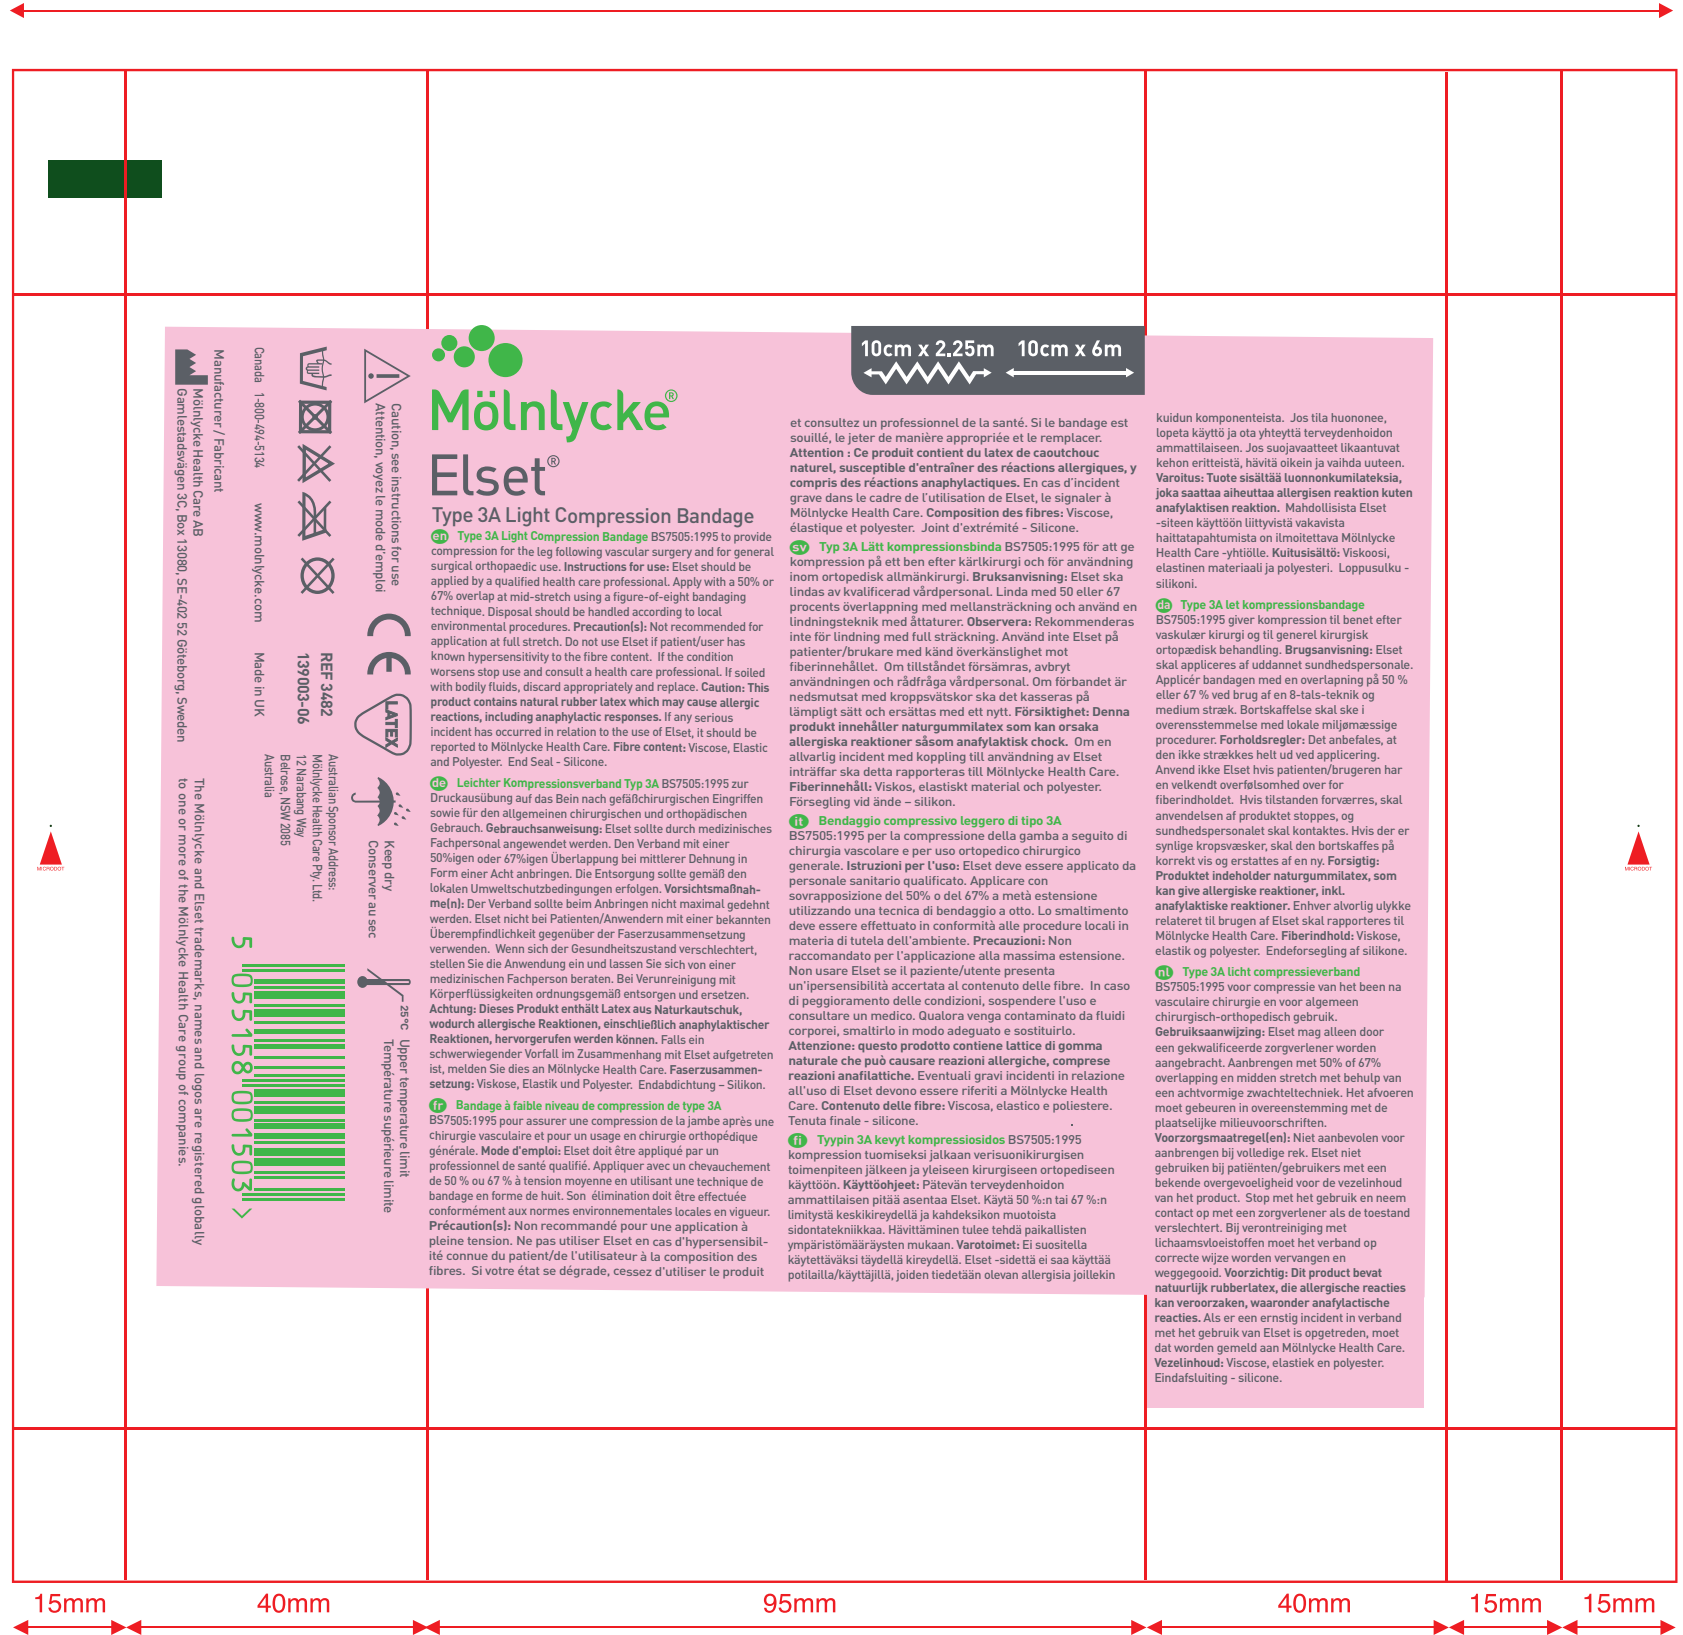 10cm x 2.25m
10cm x 6m
Mölnlycke®
Elset®
Type 3A Light Compression Bandage
en Type 3A Light Compression Bandage BS7505:1995 to provide
compression for the leg following vascular surgery and for general
surgical orthopaedic use. Instructions for use: Elset should be
applied by a qualified health care professional. Apply with a 50% or
67% overlap at mid-stretch using a figure-of-eight bandaging
technique. Disposal should be handled according to local
environmental procedures. Precaution(s): Not recommended for
application at full stretch. Do not use Elset if patient/user has
known hypersensitivity to the fibre content. If the condition
worsens stop use and consult a health care professional. If soiled
with bodily fluids, discard appropriately and replace. Caution: This
product contains natural rubber latex which may cause allergic
reactions, including anaphylactic responses. If any serious
incident has occurred in relation to the use of Elset, it should be
reported to Mölnlycke Health Care. Fibre content: Viscose, Elastic
and Polyester. End Seal - Silicone.
de Leichter Kompressionsverband Typ 3A BS7505:1995 zur
Druckausübung auf das Bein nach gefäßchirurgischen Eingriffen
sowie für den allgemeinen chirurgischen und orthopädischen
Gebrauch. Gebrauchsanweisung: Elset sollte durch medizinisches
Fachpersonal angewendet werden. Den Verband mit einer
50%igen oder 67%igen Überlappung bei mittlerer Dehnung in
Form einer Acht anbringen. Die Entsorgung sollte gemäß den
lokalen Umweltschutzbedingungen erfolgen. Vorsichtsmaßnah-
me(n): Der Verband sollte beim Anbringen nicht maximal gedehnt
werden. Elset nicht bei Patienten/Anwendern mit einer bekannten
Überempfindlichkeit gegenüber der Faserzusammensetzung
verwenden. Wenn sich der Gesundheitszustand verschlechtert,
stellen Sie die Anwendung ein und lassen Sie sich von einer
medizinischen Fachperson beraten. Bei Verunreinigung mit
Körperflüssigkeiten ordnungsgemäß entsorgen und ersetzen.
Achtung: Dieses Produkt enthält Latex aus Naturkautschuk,
wodurch allergische Reaktionen, einschließlich anaphylaktischer
Reaktionen, hervorgerufen werden können. Falls ein
schwerwiegender Vorfall im Zusammenhang mit Elset aufgetreten
ist, melden Sie dies an Mölnlycke Health Care. Faserzusammen-
setzung: Viskose, Elastik und Polyester. Endabdichtung – Silikon.
fr Bandage à faible niveau de compression de type 3A
BS7505:1995 pour assurer une compression de la jambe après une
chirurgie vasculaire et pour un usage en chirurgie orthopédique
générale. Mode d'emploi: Elset doit être appliqué par un
professionnel de santé qualifié. Appliquer avec un chevauchement
de 50 % ou 67 % à tension moyenne en utilisant une technique de
bandage en forme de huit. Son élimination doit être effectuée
conformément aux normes environnementales locales en vigueur.
Précaution(s): Non recommandé pour une application à
pleine tension. Ne pas utiliser Elset en cas d'hypersensibil-
ité connue du patient/de l'utilisateur à la composition des
fibres. Si votre état se dégrade, cessez d'utiliser le produit
et consultez un professionnel de la santé. Si le bandage est
souillé, le jeter de manière appropriée et le remplacer.
Attention : Ce produit contient du latex de caoutchouc
naturel, susceptible d'entraîner des réactions allergiques, y
compris des réactions anaphylactiques. En cas d'incident
grave dans le cadre de l'utilisation de Elset, le signaler à
Mölnlycke Health Care. Composition des fibres: Viscose,
élastique et polyester. Joint d'extrémité - Silicone.
sv Typ 3A Lätt kompressionsbinda BS7505:1995 för att ge
kompression på ett ben efter kärlkirurgi och för användning
inom ortopedisk allmänkirurgi. Bruksanvisning: Elset ska
lindas av kvalificerad vårdpersonal. Linda med 50 eller 67
procents överlappning med mellansträckning och använd en
lindningsteknik med åttaturer. Observera: Rekommenderas
inte för lindning med full sträckning. Använd inte Elset på
patienter/brukare med känd överkänslighet mot
fiberinnehållet. Om tillståndet försämras, avbryt
användningen och rådfråga vårdpersonal. Om förbandet är
nedsmutsat med kroppsvätskor ska det kasseras på
lämpligt sätt och ersättas med ett nytt. Försiktighet: Denna
produkt innehåller naturgummilatex som kan orsaka
allergiska reaktioner såsom anafylaktisk chock. Om en
allvarlig incident med koppling till användning av Elset
inträffar ska detta rapporteras till Mölnlycke Health Care.
Fiberinnehåll: Viskos, elastiskt material och polyester.
Försegling vid ände – silikon.
it Bendaggio compressivo leggero di tipo 3A
BS7505:1995 per la compressione della gamba a seguito di
chirurgia vascolare e per uso ortopedico chirurgico
generale. Istruzioni per l'uso: Elset deve essere applicato da
personale sanitario qualificato. Applicare con
sovrapposizione del 50% o del 67% a metà estensione
utilizzando una tecnica di bendaggio a otto. Lo smaltimento
deve essere effettuato in conformità alle procedure locali in
materia di tutela dell'ambiente. Precauzioni: Non
raccomandato per l'applicazione alla massima estensione.
Non usare Elset se il paziente/utente presenta
un'ipersensibilità accertata al contenuto delle fibre. In caso
di peggioramento delle condizioni, sospendere l'uso e
consultare un medico. Qualora venga contaminato da fluidi
corporei, smaltirlo in modo adeguato e sostituirlo.
Attenzione: questo prodotto contiene lattice di gomma
naturale che può causare reazioni allergiche, comprese
reazioni anafilattiche. Eventuali gravi incidenti in relazione
all'uso di Elset devono essere riferiti a Mölnlycke Health
Care. Contenuto delle fibre: Viscosa, elastico e poliestere.
Tenuta finale - silicone.
fi Tyypin 3A kevyt kompressiosidos BS7505:1995
kompression tuomiseksi jalkaan verisuonikirurgisen
toimenpiteen jälkeen ja yleiseen kirurgiseen ortopediseen
käyttöön. Käyttöohjeet: Pätevän terveydenhoidon
ammattilaisen pitää asentaa Elset. Käytä 50 %:n tai 67 %:n
limitystä keskikireydellä ja kahdeksikon muotoista
sidontatekniikkaa. Hävittäminen tulee tehdä paikallisten
ympäristömääräysten mukaan. Varotoimet: Ei suositella
käytettäväksi täydellä kireydellä. Elset -sidettä ei saa käyttää
potilailla/käyttäjillä, joiden tiedetään olevan allergisia joillekin
kuidun komponenteista. Jos tila huononee,
lopeta käyttö ja ota yhteyttä terveydenhoidon
ammattilaiseen. Jos suojavaatteet likaantuvat
kehon eritteistä, hävitä oikein ja vaihda uuteen.
Varoitus: Tuote sisältää luonnonkumilateksia,
joka saattaa aiheuttaa allergisen reaktion kuten
anafylaktisen reaktion. Mahdollisista Elset
-siteen käyttöön liittyvistä vakavista
haittatapahtumista on ilmoitettava Mölnlycke
Health Care -yhtiölle. Kuitusisältö: Viskoosi,
elastinen materiaali ja polyesteri. Loppusulku -
silikoni.
da Type 3A let kompressionsbandage
BS7505:1995 giver kompression til benet efter
vaskulær kirurgi og til generel kirurgisk
ortopædisk behandling. Brugsanvisning: Elset
skal appliceres af uddannet sundhedspersonale.
Applicér bandagen med en overlapning på 50 %
eller 67 % ved brug af en 8-tals-teknik og
medium stræk. Bortskaffelse skal ske i
overensstemmelse med lokale miljømæssige
procedurer. Forholdsregler: Det anbefales, at
den ikke strækkes helt ud ved applicering.
Anvend ikke Elset hvis patienten/brugeren har
en velkendt overfølsomhed over for
fiberindholdet. Hvis tilstanden forværres, skal
anvendelsen af produktet stoppes, og
sundhedspersonalet skal kontaktes. Hvis der er
synlige kropsvæsker, skal den bortskaffes på
korrekt vis og erstattes af en ny. Forsigtig:
Produktet indeholder naturgummilatex, som
kan give allergiske reaktioner, inkl.
anafylaktiske reaktioner. Enhver alvorlig ulykke
relateret til brugen af Elset skal rapporteres til
Mölnlycke Health Care. Fiberindhold: Viskose,
elastik og polyester. Endeforsegling af silikone.
nl Type 3A licht compressieverband
BS7505:1995 voor compressie van het been na
vasculaire chirurgie en voor algemeen
chirurgisch-orthopedisch gebruik.
Gebruiksaanwijzing: Elset mag alleen door
een gekwalificeerde zorgverlener worden
aangebracht. Aanbrengen met 50% of 67%
overlapping en midden stretch met behulp van
een achtvormige zwachteltechniek. Het afvoeren
moet gebeuren in overeenstemming met de
plaatselijke milieuvoorschriften.
Voorzorgsmaatregel(en): Niet aanbevolen voor
aanbrengen bij volledige rek. Elset niet
gebruiken bij patiënten/gebruikers met een
bekende overgevoeligheid voor de vezelinhoud
van het product. Stop met het gebruik en neem
contact op met een zorgverlener als de toestand
verslechtert. Bij verontreiniging met
lichaamsvloeistoffen moet het verband op
correcte wijze worden vervangen en
weggegooid. Voorzichtig: Dit product bevat
natuurlijk rubberlatex, die allergische reacties
kan veroorzaken, waaronder anafylactische
reacties. Als er een ernstig incident in verband
met het gebruik van Elset is opgetreden, moet
dat worden gemeld aan Mölnlycke Health Care.
Vezelinhoud: Viscose, elastiek en polyester.
Eindafsluiting - silicone.
Caution, see instructions for use
Attention, voyez le mode d'emploi
CE
LATEX
Keep dry
Conserver au sec
25°C
Upper temperature limit
Température supérieure limite
REF 3482
139003-06
Australian Sponsor Address:
Mölnlycke Health Care Pty. Ltd.
12 Narabang Way
Belrose, NSW 2085
Australia
Canada 1-800-494-5134
www.molnlycke.com
Made in UK
5 055158 001503 >
Manufacturer / Fabricant
Mölnlycke Health Care AB
Gamlestadsvägen 3C, Box 13080, SE-402 52 Göteborg, Sweden
The Mölnlycke and Elset trademarks, names and logos are registered globally
to one or more of the Mölnlycke Health Care group of companies.
MICRODOT
MICRODOT
15mm
40mm
95mm
40mm
15mm
15mm